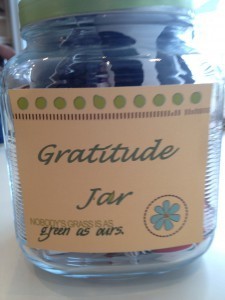 Gratitude
Jar
NOBODY'S GRASS IS AS
green as ours.